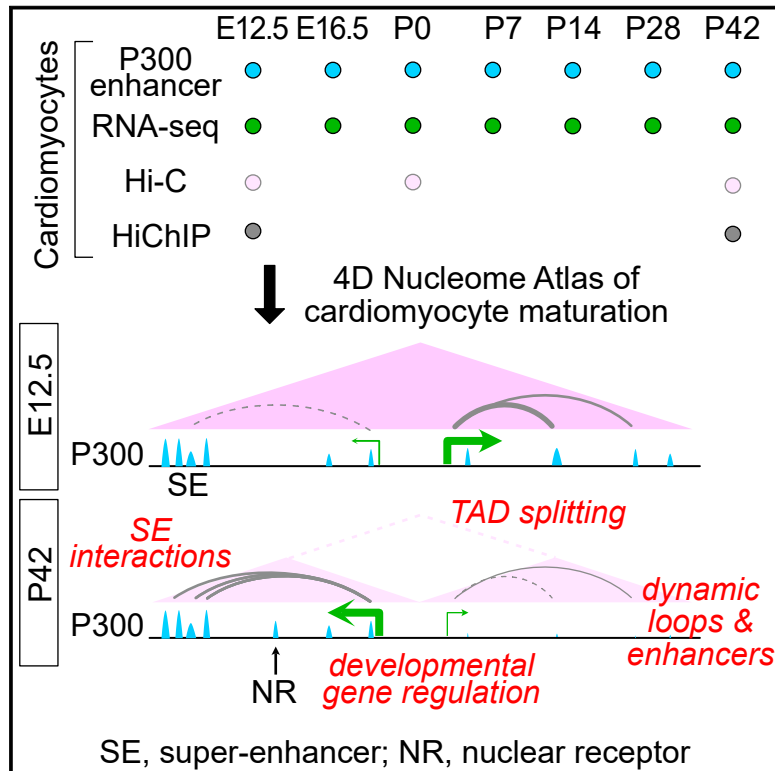 E12.5 E16.5 P0 P7 P14 P28 P42
Cardiomyocytes
P300
enhancer
RNA-seq
Hi-C
HiChIP
4D Nucleome Atlas of
cardiomyocyte maturation
E12.5
P300
SE
P42
SE
interactions
TAD splitting
P300
dynamic
loops &
enhancers
NR
developmental
gene regulation
SE, super-enhancer; NR, nuclear receptor